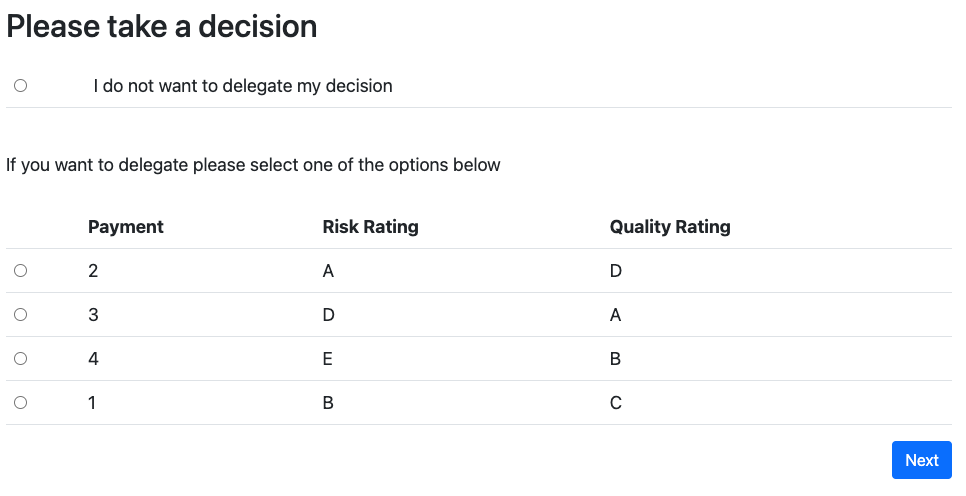 Please take a decision
I do not want to delegate my decision
If you want to delegate please select one of the options below
Payment Risk Rating Quality Rating
2 A D
3 D A
4 E B
1 B C
Next